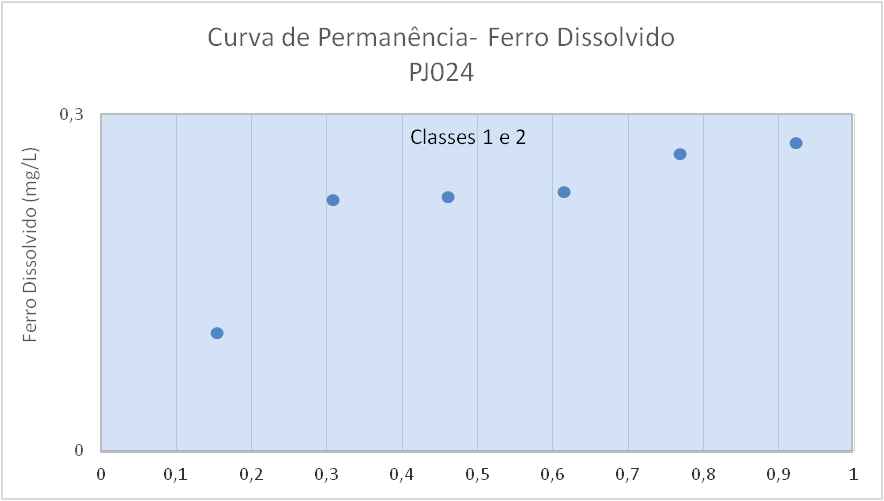 Curva de Permanência- Ferro Dissolvido
PJ024
0,3
Classes 1 e 2
Ferro Dissolvido (mg/L)
0
0 0,1 0,2 0,3 0,4 0,5 0,6 0,7 0,8 0,9 1